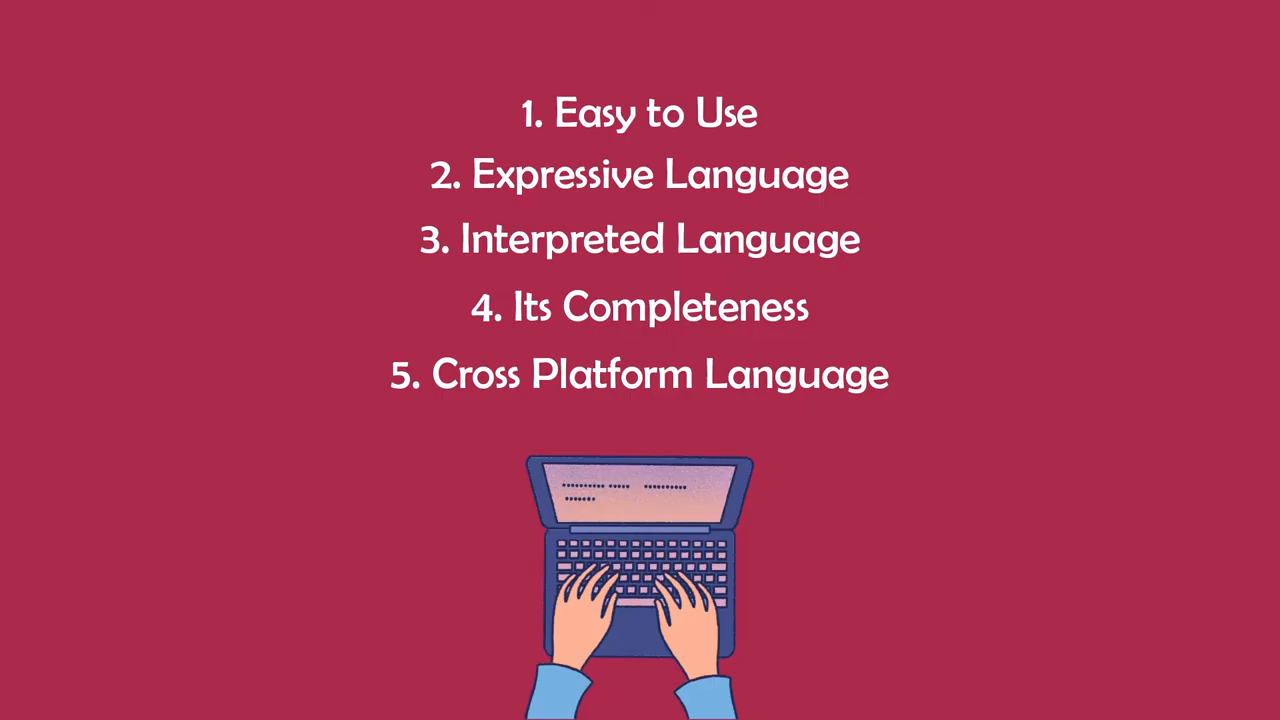 1. Easy to Use
2. Expressive Language
3. Interpreted Language
4. Its Completeness
5. Cross Platform Language